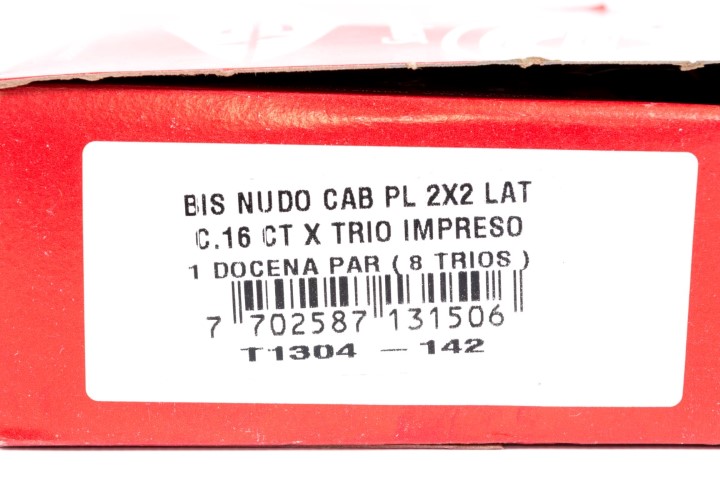 BIS NUDO CAB PL 2X2 LAT
C.16 CT X TRIO IMPRESO
1 DOCENA PAR ( 8 TRIOS )
7 702587 131506
T1304 - 142